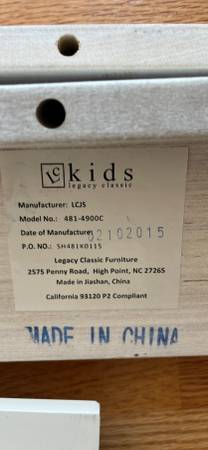 LC kids
legacy classic
Manufacturer: LCJS
Model No.: 481-4900C
Date of Manufacture: 02102015
P.O. NO.: SH481K0115
Legacy Classic Furniture
2575 Penny Road, High Point, NC 27265
Made in Jiashan, China
California 93120 P2 Compliant
MADE IN CHINA